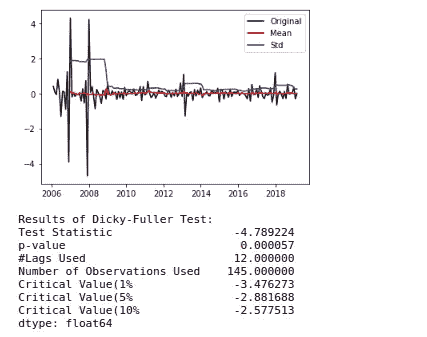 4
2
0
−2
−4
Original
Mean
Std
2006 2008 2010 2012 2014 2016 2018
Results of Dicky-Fuller Test:
Test Statistic -4.789224
p-value 0.000057
#Lags Used 12.000000
Number of Observations Used 145.000000
Critical Value(1% -3.476273
Critical Value(5% -2.881688
Critical Value(10% -2.577513
dtype: float64